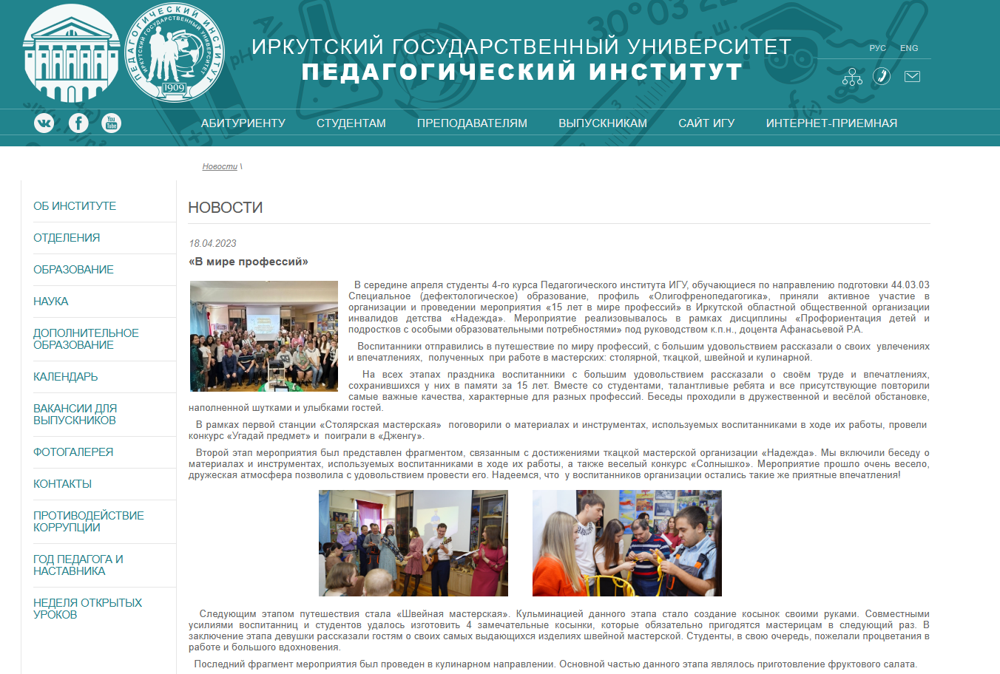 ПЕДАГОГИЧЕСКИЙ ИНСТИТУТ
ИРКУТСКИЙ ГОСУДАРСТВЕННЫЙ УНИВЕРСИТЕТ
1909
ИРКУТСКИЙ ГОСУДАРСТВЕННЫЙ УНИВЕРСИТЕТ
ПЕДАГОГИЧЕСКИЙ ИНСТИТУТ
РУС ENG
You Tube
АБИТУРИЕНТУ СТУДЕНТАМ ПРЕПОДАВАТЕЛЯМ ВЫПУСКНИКАМ САЙТ ИГУ ИНТЕРНЕТ-ПРИЕМНАЯ
Новости \
ОБ ИНСТИТУТЕ
ОТДЕЛЕНИЯ
ОБРАЗОВАНИЕ
НАУКА
ДОПОЛНИТЕЛЬНОЕ
ОБРАЗОВАНИЕ
КАЛЕНДАРЬ
ВАКАНСИИ ДЛЯ
ВЫПУСКНИКОВ
ФОТОГАЛЕРЕЯ
КОНТАКТЫ
ПРОТИВОДЕЙСТВИЕ
КОРРУПЦИИ
ГОД ПЕДАГОГА И
НАСТАВНИКА
НЕДЕЛЯ ОТКРЫТЫХ
УРОКОВ
НОВОСТИ
18.04.2023
«В мире профессий»
В середине апреля студенты 4-го курса Педагогического института ИГУ, обучающиеся по направлению подготовки 44.03.03
Специальное (дефектологическое) образование, профиль «Олигофренопедагогика», приняли активное участие в
организации и проведении мероприятия «15 лет в мире профессий» в Иркутской областной общественной организации
инвалидов детства «Надежда». Мероприятие реализовывалось в рамках дисциплины «Профориентация детей и
подростков с особыми образовательными потребностями» под руководством к.п.н., доцента Афанасьевой Р.А.
Воспитанники отправились в путешествие по миру профессий, с большим удовольствием рассказали о своих увлечениях
и впечатлениях, полученных при работе в мастерских: столярной, ткацкой, швейной и кулинарной.
На всех этапах праздника воспитанники с большим удовольствием рассказали о своём труде и впечатлениях,
сохранившихся у них в памяти за 15 лет. Вместе со студентами, талантливые ребята и все присутствующие повторили
самые важные качества, характерные для разных профессий. Беседы проходили в дружественной и весёлой обстановке,
наполненной шутками и улыбками гостей.
В рамках первой станции «Столярская мастерская» поговорили о материалах и инструментах, используемых воспитанниками в ходе их работы, провели
конкурс «Угадай предмет» и поиграли в «Дженгу».
Второй этап мероприятия был представлен фрагментом, связанным с достижениями ткацкой мастерской организации «Надежда». Мы включили беседу о
материалах и инструментах, используемых воспитанниками в ходе их работы, а также веселый конкурс «Солнышко». Мероприятие прошло очень весело,
дружеская атмосфера позволила с удовольствием провести его. Надеемся, что у воспитанников организации остались такие же приятные впечатления!
Следующим этапом путешествия стала «Швейная мастерская». Кульминацией данного этапа стало создание косынок своими руками. Совместными
усилиями воспитанниц и студентов удалось изготовить 4 замечательные косынки, которые обязательно пригодятся мастерицам в следующий раз. В
заключение этапа девушки рассказали гостям о своих самых выдающихся изделиях швейной мастерской. Студенты, в свою очередь, пожелали процветания в
работе и большого вдохновения.
Последний фрагмент мероприятия был проведен в кулинарном направлении. Основной частью данного этапа являлось приготовление фруктового салата.